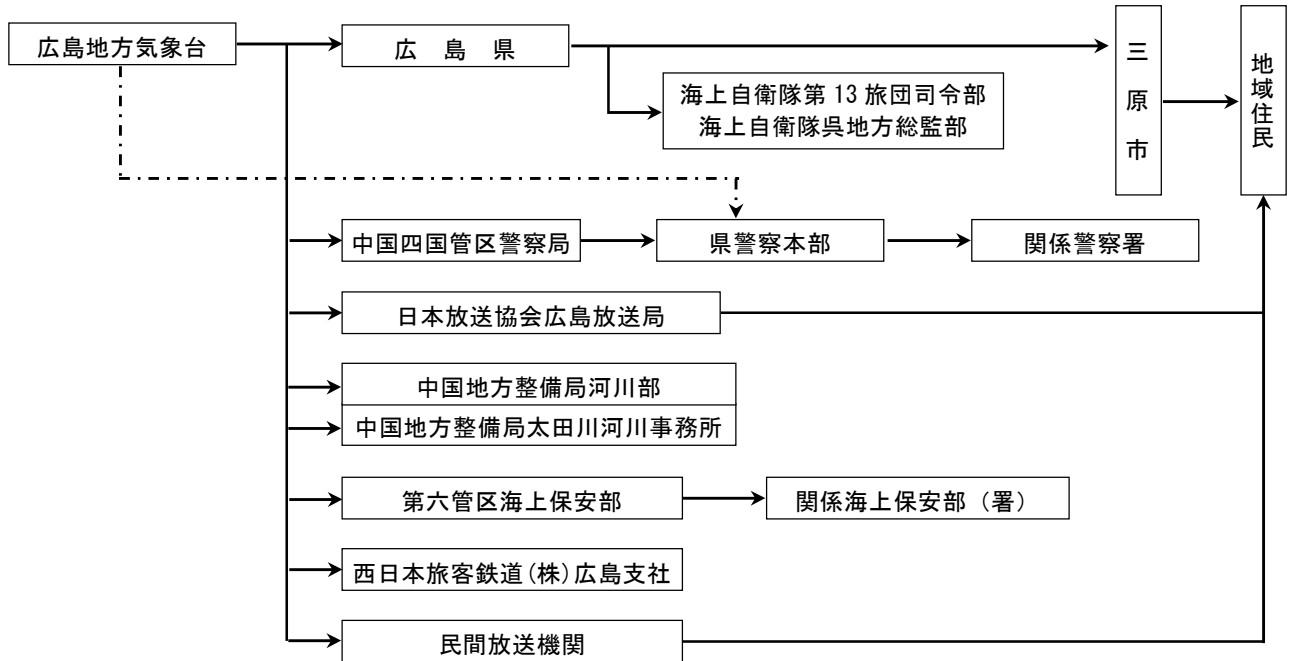 広島地方気象台
広島県
海上自衛隊第13旅団司令部
海上自衛隊呉地方総監部
三原市
地域住民
中国四国管区警察局
県警察本部
関係警察署
日本放送協会広島放送局
中国地方整備局河川部
中国地方整備局太田川河川事務所
第六管区海上保安部
関係海上保安部（署）
西日本旅客鉄道(株)広島支社
民間放送機関